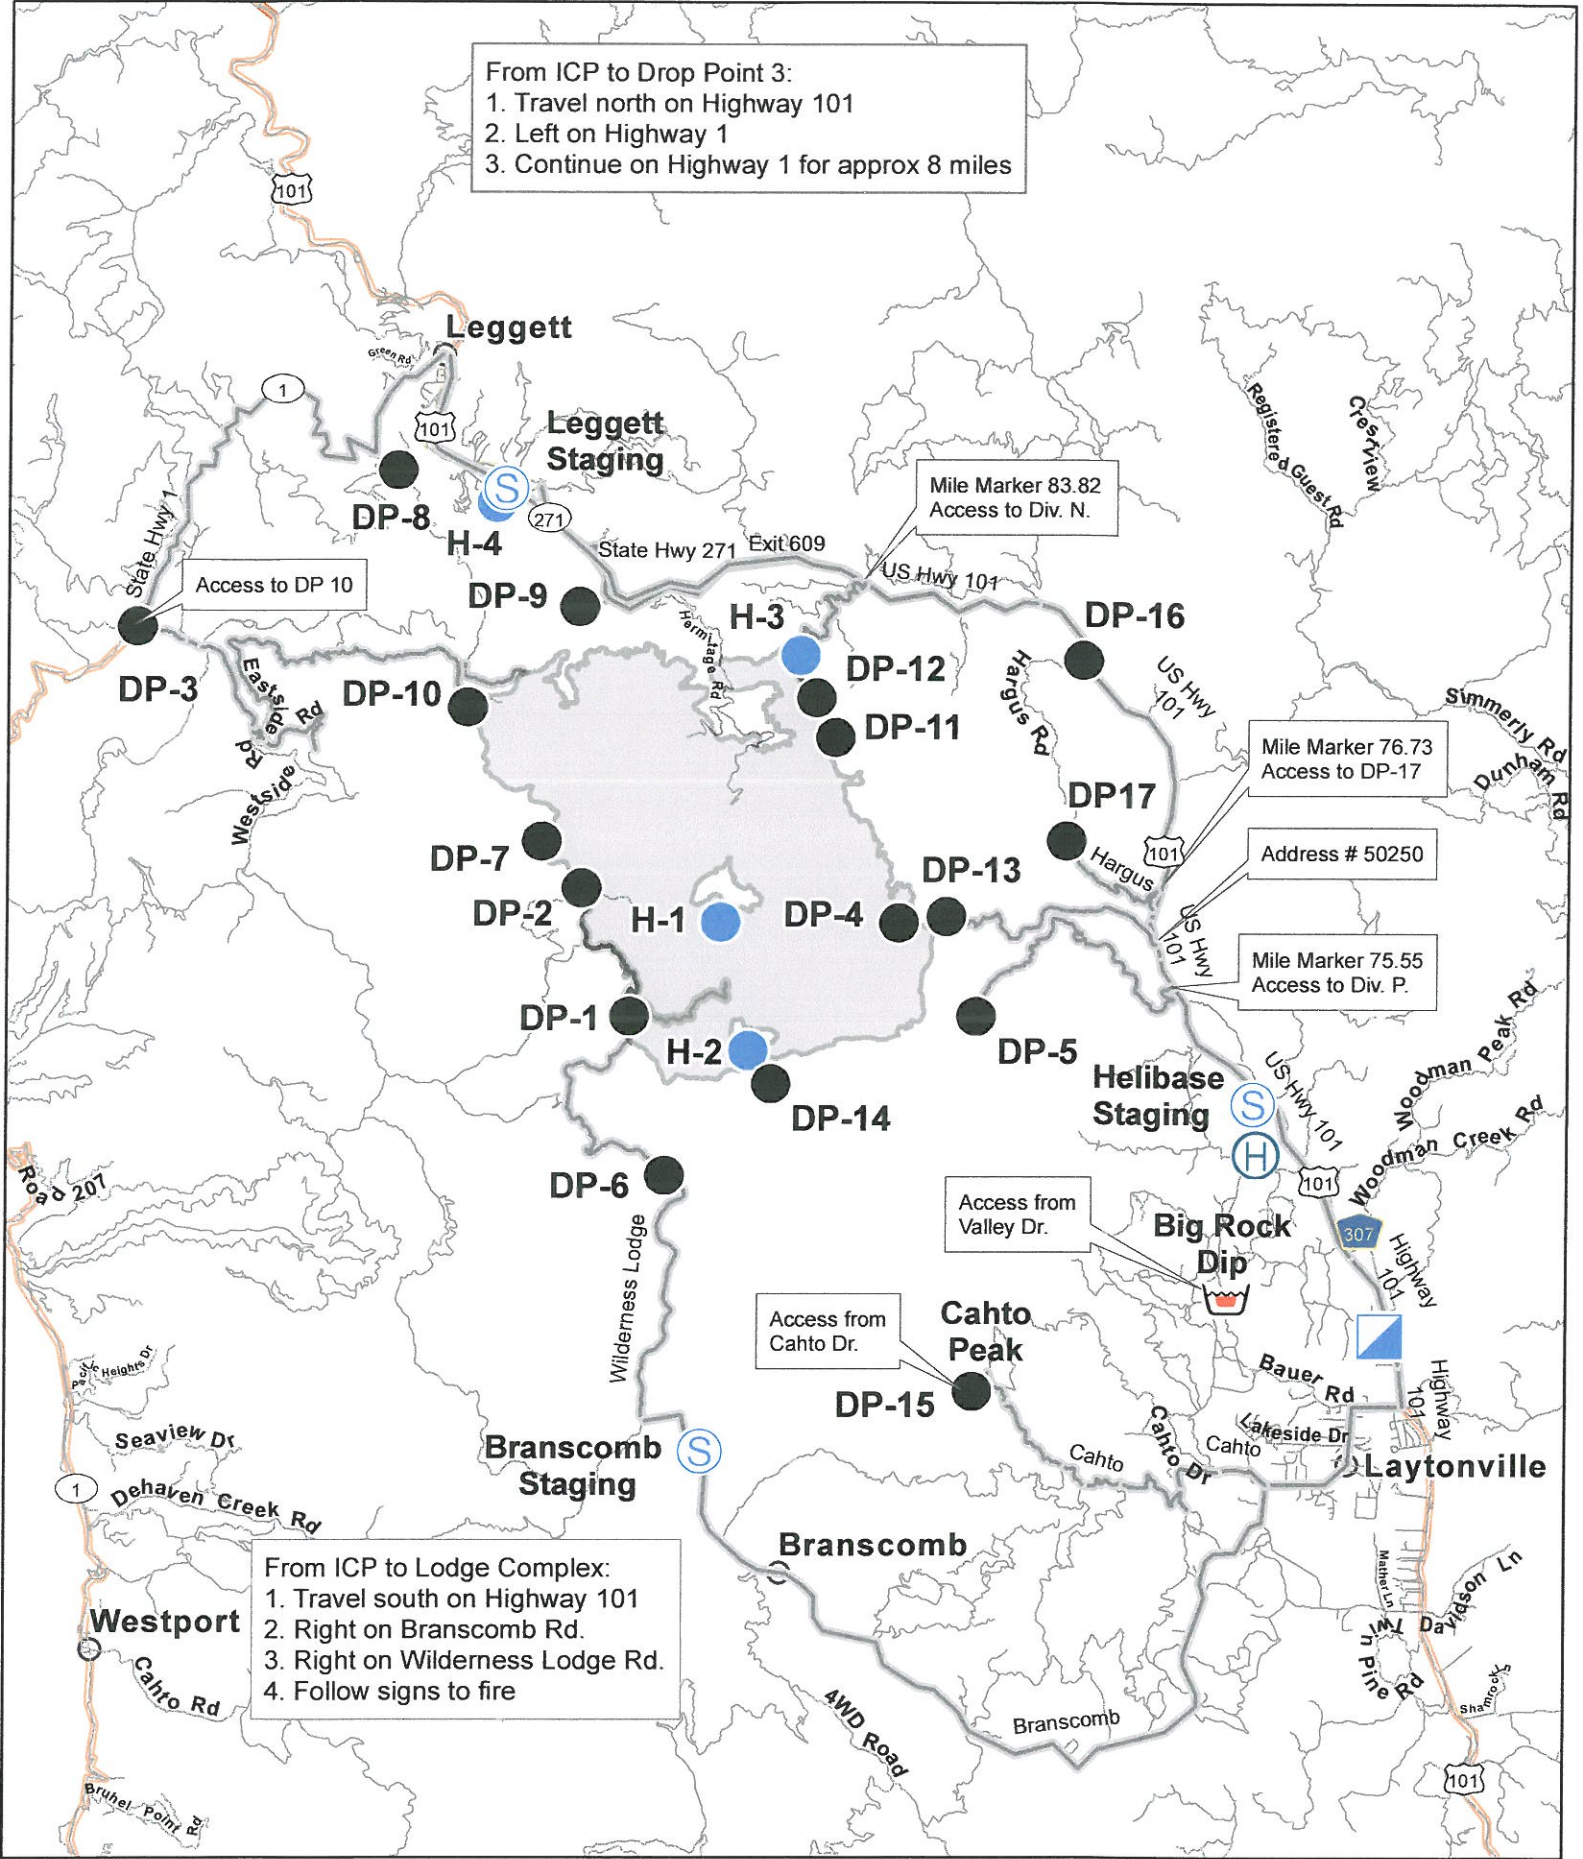 From ICP to Drop Point 3:
1. Travel north on Highway 101
2. Left on Highway 1
3. Continue on Highway 1 for approx 8 miles
101
Leggett
Green Rd
1
101
Leggett
Staging
S
DP-8
H-4
271
State Hwy 1
State Hwy 271
Exit 609
US Hwy 101
Mile Marker 83.82
Access to Div. N.
Registered Guest Rd
Crestview
Access to DP 10
DP-9
H-3
DP-16
Hermitage Rd
DP-3
DP-10
DP-12
DP-11
Eastside Rd
Westside Rd
Hargus Rd
US Hwy
101
Simmerly Rd
Dunham Rd
Mile Marker 76.73
Access to DP-17
DP17
101
Hargus
Address # 50250
DP-7
DP-2
H-1
DP-4
DP-13
US Hwy
101
Mile Marker 75.55
Access to Div. P.
DP-1
H-2
DP-5
DP-14
Helibase
Staging
S
H
US Hwy 101
Woodman Peak Rd
Woodman Creek Rd
101
307
Road 207
DP-6
Wilderness Lodge
Access from
Valley Dr.
Big Rock
Dip
Highway
101
Access from
Cahto Dr.
Cahto
Peak
DP-15
Bauer Rd
Highway
101
Pacific Heights Dr
Seaview Dr
Branscomb
Staging
S
Cahto
Cahto Dr
Cahto
Lakeside Dr
Laytonville
1
Dehaven Creek Rd
Branscomb
From ICP to Lodge Complex:
1. Travel south on Highway 101
2. Right on Branscomb Rd.
3. Right on Wilderness Lodge Rd.
4. Follow signs to fire
Westport
Cahto Rd
Mather Ln
Davidson Ln
Twin Pine Rd
4WD Road
Branscomb
101
Bruhel Point Rd